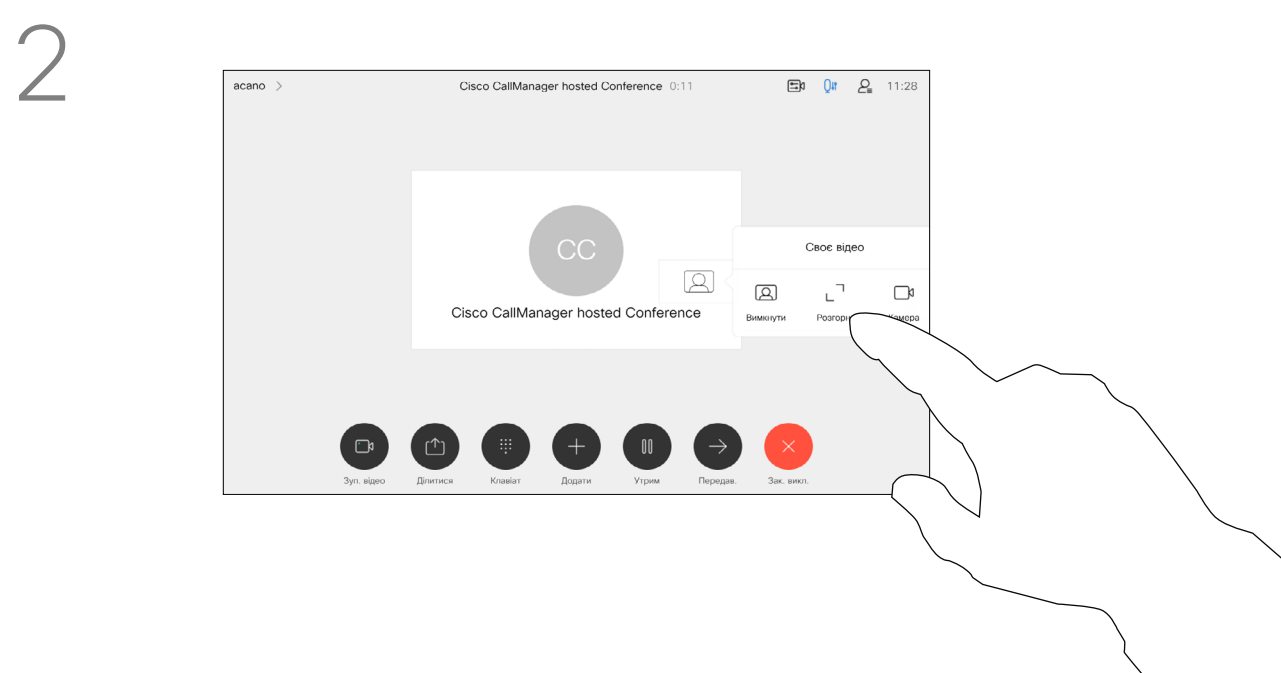 2
acano
Cisco CallManager hosted Conference 0:11
11:28
CC
Cisco CallManager hosted Conference
Своє відео
Вимкнути
Камера
Зуп. відео
Ділитися
Клавіат
Додати
Утрим
Передав.
Зак. викл.